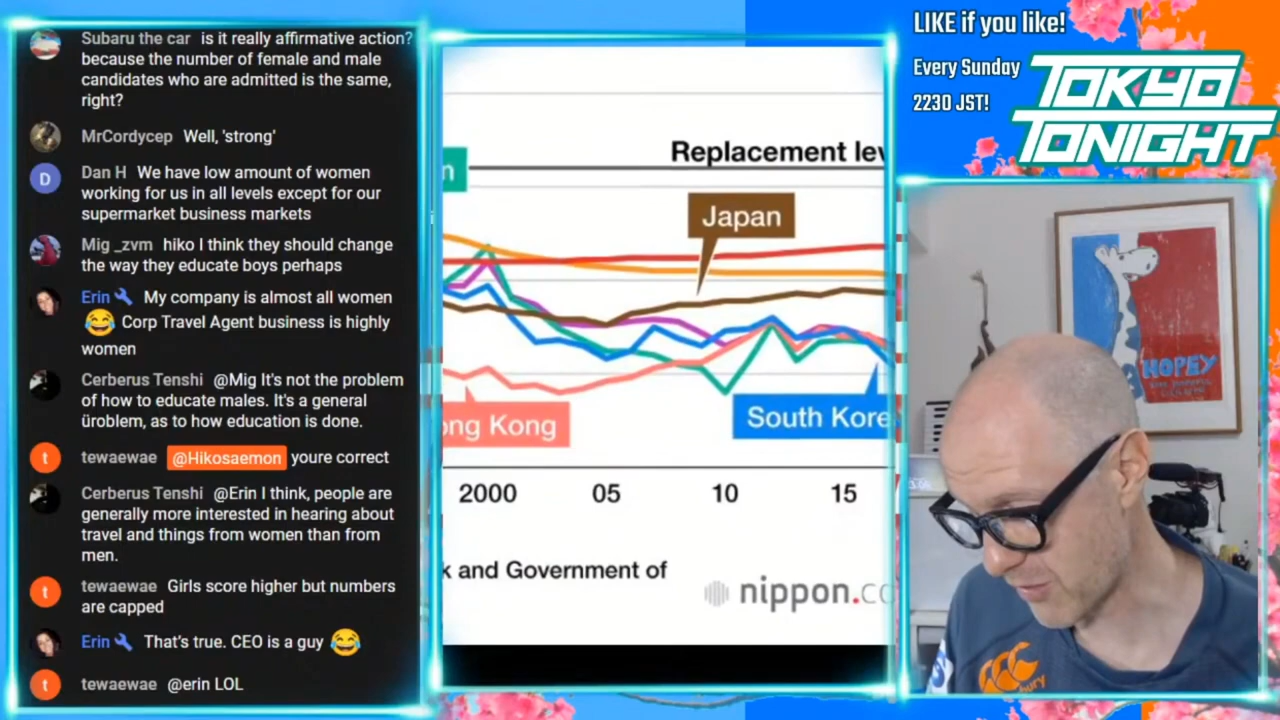 Subaru the car is it really affirmative action?
because the number of female and male
candidates who are admitted is the same,
right?
MrCordycep Well, 'strong'
D
Dan H We have low amount of women
working for us in all levels except for our
supermarket business markets
Mig _zvm hiko I think they should change
the way they educate boys perhaps
Erin 🔧 My company is almost all women
😂 Corp Travel Agent business is highly
women
Cerberus Tenshi @Mig It's not the problem
of how to educate males. It's a general
üroblem, as to how education is done.
t
tewaewae @Hikosaemon youre correct
Cerberus Tenshi @Erin I think, people are
generally more interested in hearing about
travel and things from women than from
men.
t
tewaewae Girls score higher but numbers
are capped
Erin 🔧 That's true. CEO is a guy 😂
t
tewaewae @erin LOL
Replacement lev
n
Japan
ong Kong
South Kore
2000 05 10 15
k and Government of
nippon.co
LIKE if you like!
Every Sunday
2230 JST!
TOKYO
TONIGHT
HOPEY
bury